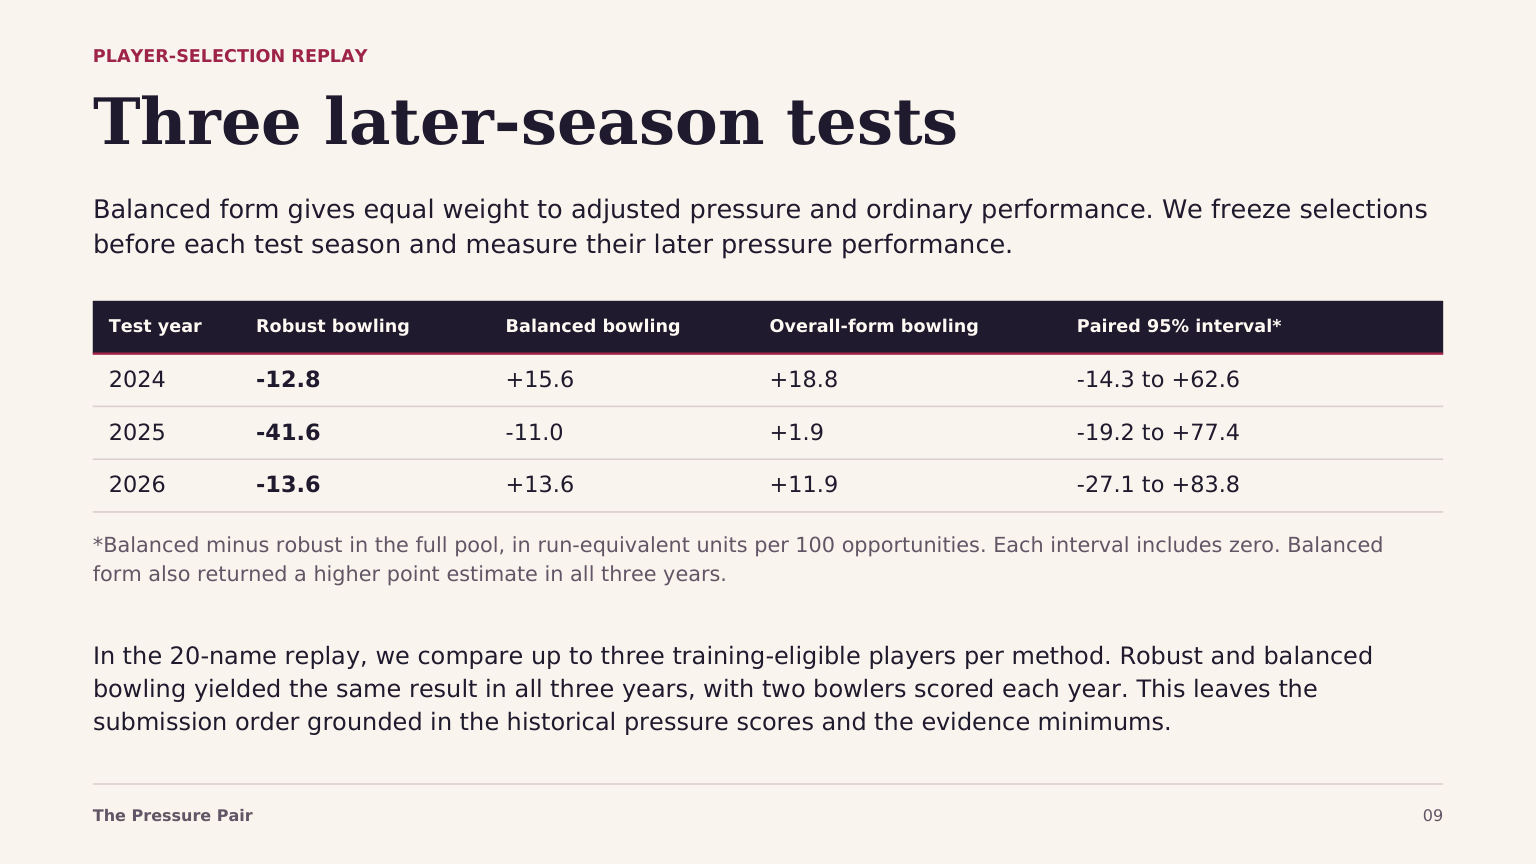 PLAYER-SELECTION REPLAY
Three later-season tests
Balanced form gives equal weight to adjusted pressure and ordinary performance. We freeze selections
before each test season and measure their later pressure performance.
Test year Robust bowling Balanced bowling Overall-form bowling Paired 95% interval*
2024 -12.8 +15.6 +18.8 -14.3 to +62.6
2025 -41.6 -11.0 +1.9 -19.2 to +77.4
2026 -13.6 +13.6 +11.9 -27.1 to +83.8
*Balanced minus robust in the full pool, in run-equivalent units per 100 opportunities. Each interval includes zero. Balanced
form also returned a higher point estimate in all three years.
In the 20-name replay, we compare up to three training-eligible players per method. Robust and balanced
bowling yielded the same result in all three years, with two bowlers scored each year. This leaves the
submission order grounded in the historical pressure scores and the evidence minimums.
The Pressure Pair 09